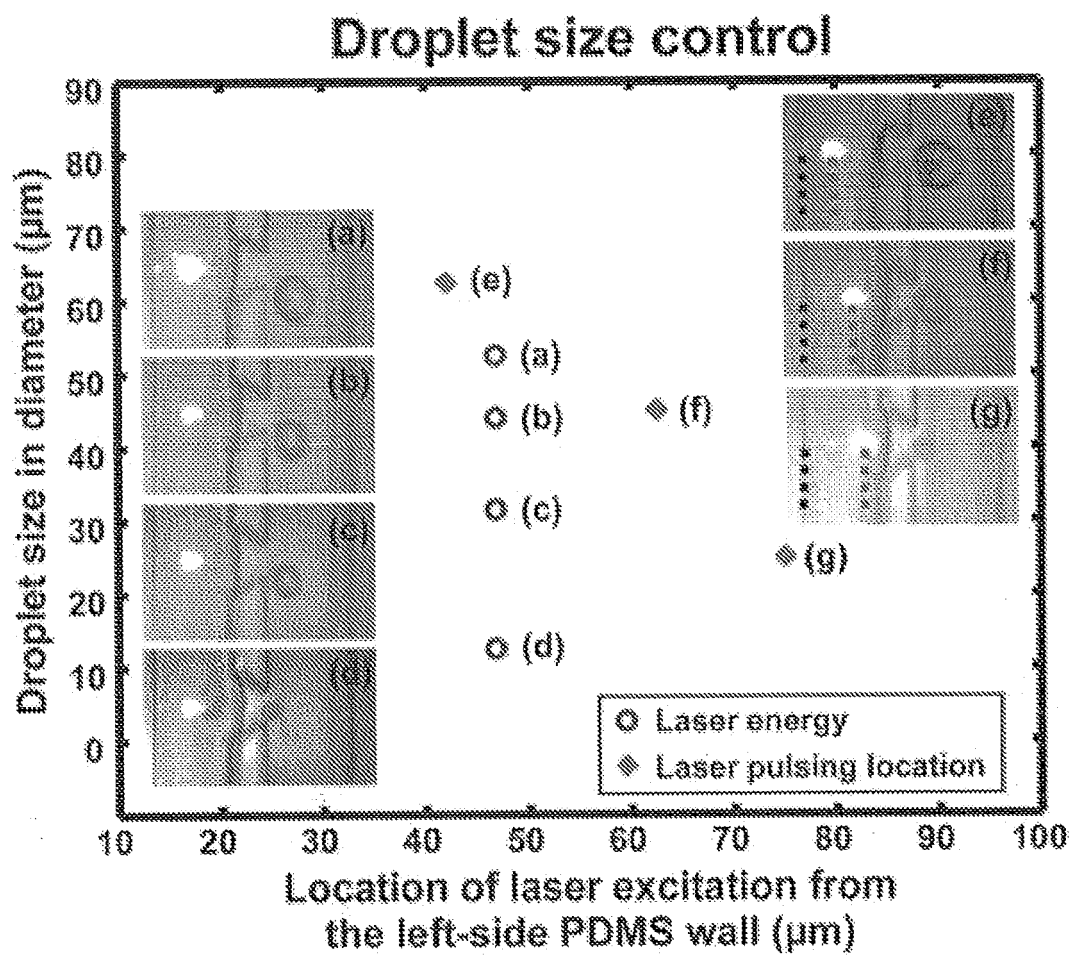 Droplet size control
Droplet size in diameter (µm)
90
80
70
60
50
40
30
20
10
0
(a)
(b)
(c)
(d)
(e)
(f)
(g)
(e)
(a)
(b)
(f)
(c)
(g)
(d)
Laser energy
Laser pulsing location
10 20 30 40 50 60 70 80 90 100
Location of laser excitation from
the left-side PDMS wall (µm)